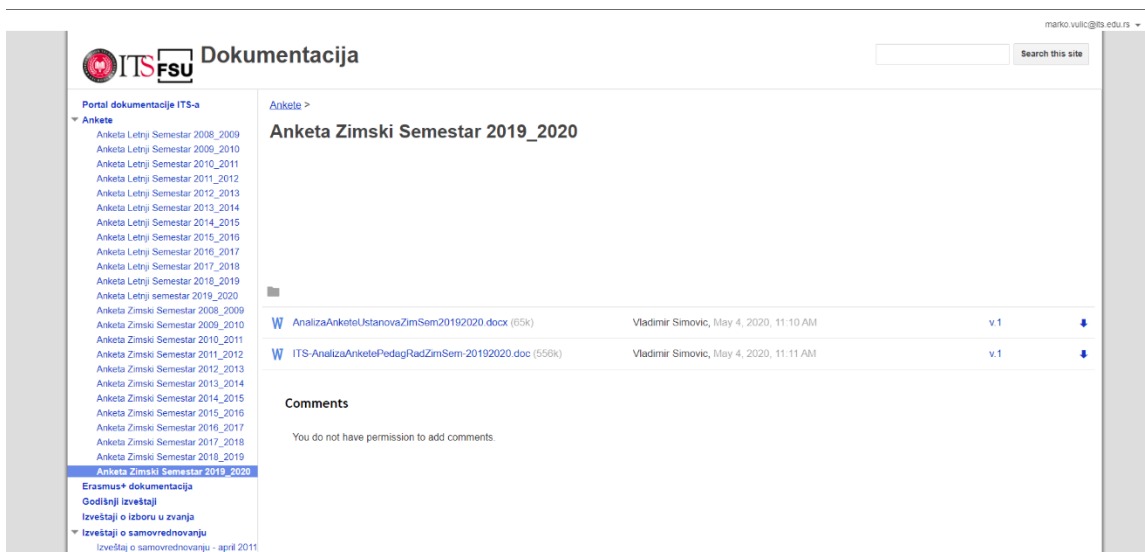 marko.vulic@its.edu.rs
ITS FSU Dokumentacija
Search this site
Portal dokumentacije ITS-a
Ankete
Anketa Letnji Semestar 2008_2009
Anketa Letnji Semestar 2009_2010
Anketa Letnji Semestar 2010_2011
Anketa Letnji Semestar 2011_2012
Anketa Letnji Semestar 2012_2013
Anketa Letnji Semestar 2013_2014
Anketa Letnji Semestar 2014_2015
Anketa Letnji Semestar 2015_2016
Anketa Letnji Semestar 2016_2017
Anketa Letnji Semestar 2017_2018
Anketa Letnji Semestar 2018_2019
Anketa Letnji semestar 2019_2020
Anketa Zimski Semestar 2008_2009
Anketa Zimski Semestar 2009_2010
Anketa Zimski Semestar 2010_2011
Anketa Zimski Semestar 2011_2012
Anketa Zimski Semestar 2012_2013
Anketa Zimski Semestar 2013_2014
Anketa Zimski Semestar 2014_2015
Anketa Zimski Semestar 2015_2016
Anketa Zimski Semestar 2016_2017
Anketa Zimski Semestar 2017_2018
Anketa Zimski Semestar 2018_2019
Anketa Zimski Semestar 2019_2020
Erasmus+ dokumentacija
Godišnji izveštaji
Izveštaji o izboru u zvanja
Izveštaji o samovrednovanju
Izveštaj o samovrednovanju - april 2011
Ankete >
Anketa Zimski Semestar 2019_2020
AnalizaAnketeUstanovaZimSem20192020.docx (65k) Vladimir Simovic, May 4, 2020, 11:10 AM v.1
ITS-AnalizaAnketePedagRadZimSem-20192020.doc (556k) Vladimir Simovic, May 4, 2020, 11:11 AM v.1
Comments
You do not have permission to add comments.